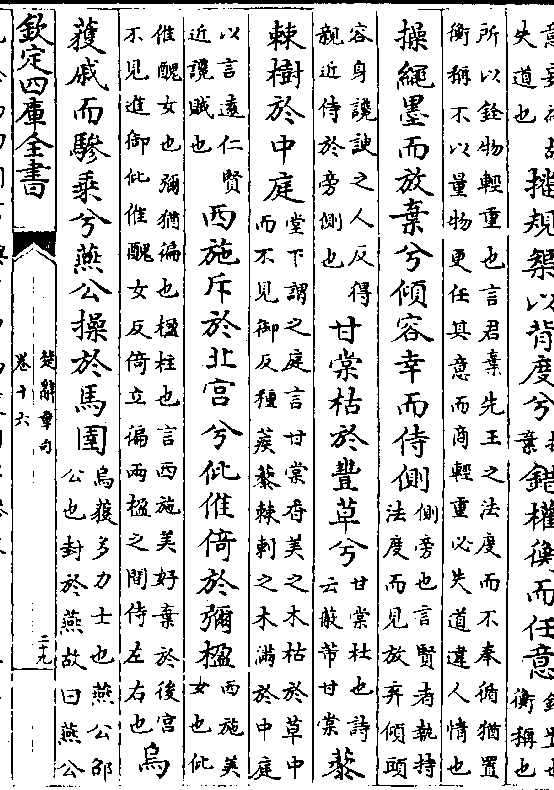 失道也
播規榘以背度兮
棄
錯權衡而任意
衡稱也
所以銓物輕重也言君棄先王之法度而不奉循猶置
衡稱不以量物更任其意而商輕重必失道違人情也
操繩墨而放棄兮傾容幸而侍側
側旁也言賢者執持
法度而見放弃傾頭
容身讒諛之人反得
親近侍於旁側也
甘棠枯於豐草兮
甘棠杜也詩
云蔽芾甘棠
藜
棘樹於中庭
堂下謂之庭言甘棠香美之木枯於草中
而不見御反種蒺藜棘刺之木滿於中庭
以言遠仁賢
近讒賊也
西施斥於北宫兮仳倠倚於彌楹
西施美
女也仳
倠醜女也彌猶徧也楹柱也言西施美好棄於後宫
不見進御仳倠醜女反倚立徧兩楹之間侍左右也
烏
獲戚而驂乘兮燕公操於馬圉
烏獲多力士也燕公邵
公也封於燕故曰燕公
欽定四庫全書
楚辭章句
卷十六
二十九